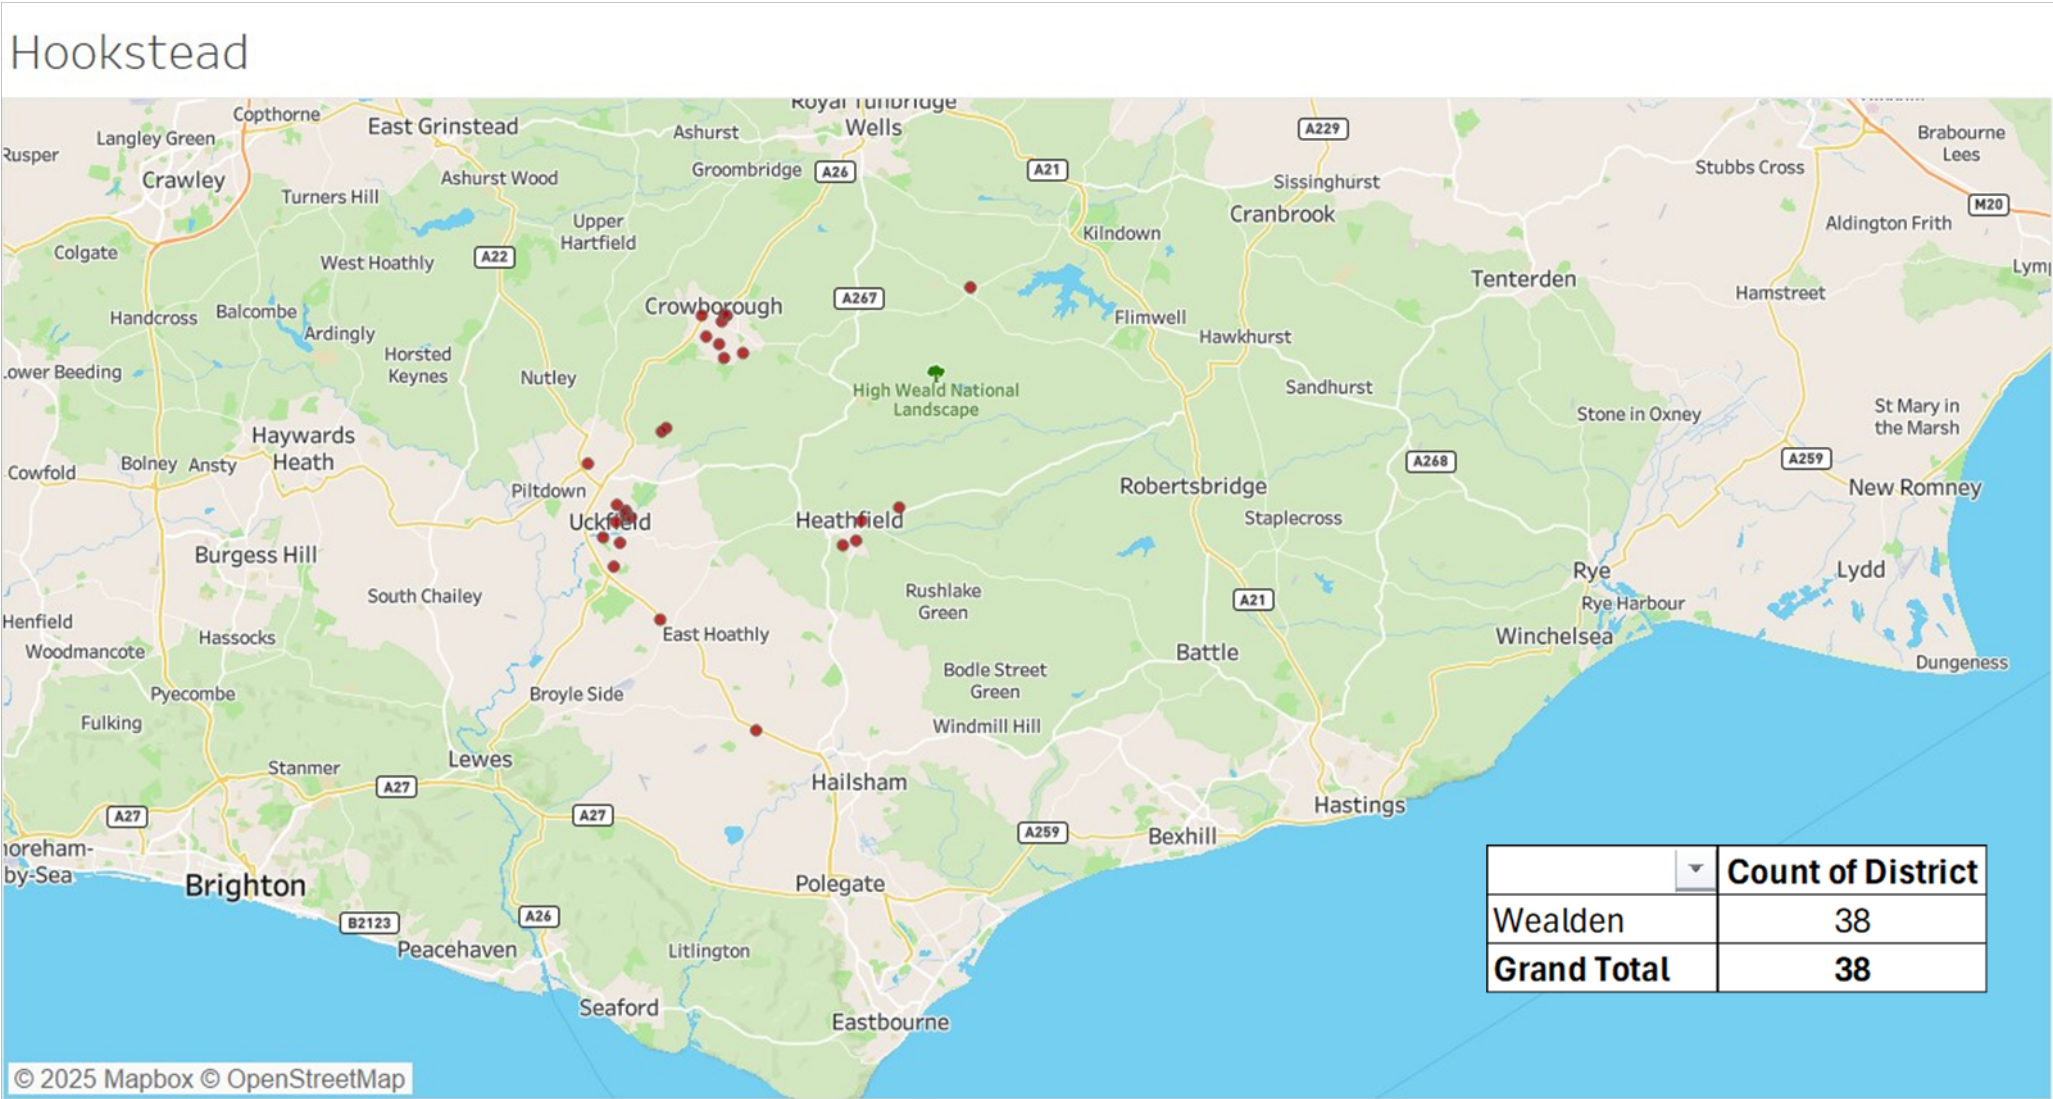 Hookstead
Royal Tunbridge
Wells
Copthorne
East Grinstead
Ashurst
A229
Brabourne
Lees
Langley Green
Rusper
Crawley
Groombridge
A26
A21
Stubbs Cross
Ashurst Wood
Sissinghurst
Turners Hill
M20
Cranbrook
Upper
Hartfield
Aldington Frith
Kilndown
Colgate
A22
West Hoathly
Tenterden
Hamstreet
Crowborough
A267
Handcross
Balcombe
Ardingly
Flimwell
Hawkhurst
Horsted
Keynes
Lower Beeding
Nutley
High Weald National
Landscape
Sandhurst
Stone in Oxney
St Mary in
the Marsh
Haywards
Heath
Cowfold
Bolney
Ansty
A268
A259
Piltdown
Robertsbridge
New Romney
Uckfield
Heathfield
Staplecross
Burgess Hill
Rye
Lydd
South Chailey
Rushlake
Green
A21
Rye Harbour
Henfield
Hassocks
East Hoathly
Winchelsea
Woodmancote
Battle
Dungeness
Bodle Street
Green
Pyecombe
Broyle Side
Fulking
Windmill Hill
Lewes
Stanmer
Hailsham
A27
A27
A27
Hastings
A259
Bexhill
horeham-
by-Sea
Brighton
Polegate
B2123
A26
Peacehaven
Litlington
Seaford
Eastbourne
Count of District
Wealden 38
Grand Total 38
© 2025 Mapbox © OpenStreetMap